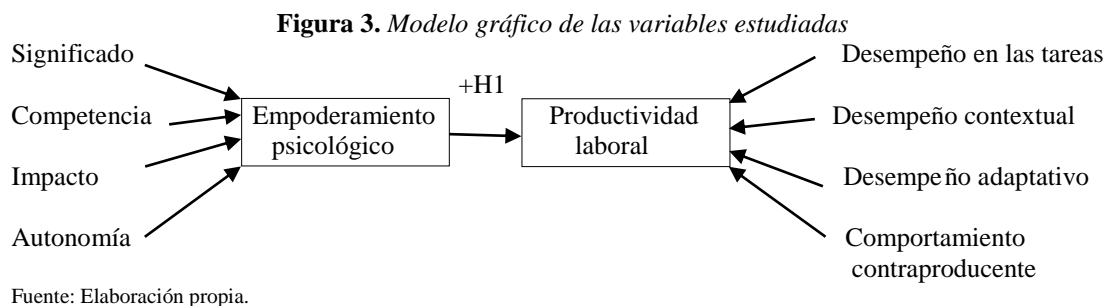 Figura 3. Modelo gráfico de las variables estudiadas
Significado
Competencia
Impacto
Autonomía
Empoderamiento
psicológico
+H1
Productividad
laboral
Desempeño en las tareas
Desempeño contextual
Desempeño adaptativo
Comportamiento
contraproducente
Fuente: Elaboración propia.